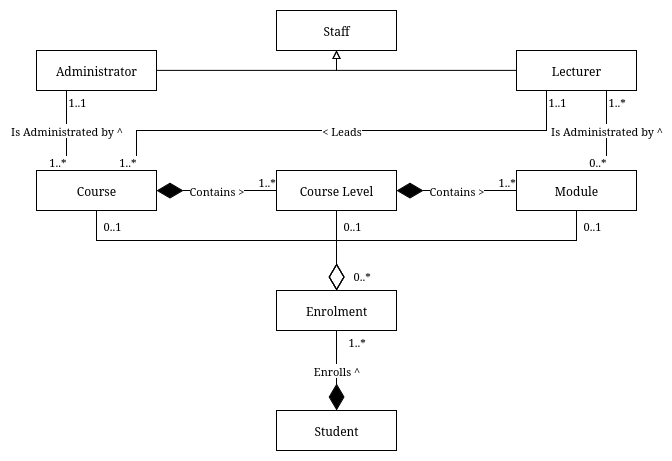 Staff
Administrator
Lecturer
1..1
1..1
1..*
Is Administrated by ^
< Leads
Is Administrated by ^
1..*
1..*
0..*
Course
Contains >
1..*
Course Level
Contains >
1..*
Module
0..1
0..1
0..1
0..*
Enrolment
1..*
Enrolls ^
Student